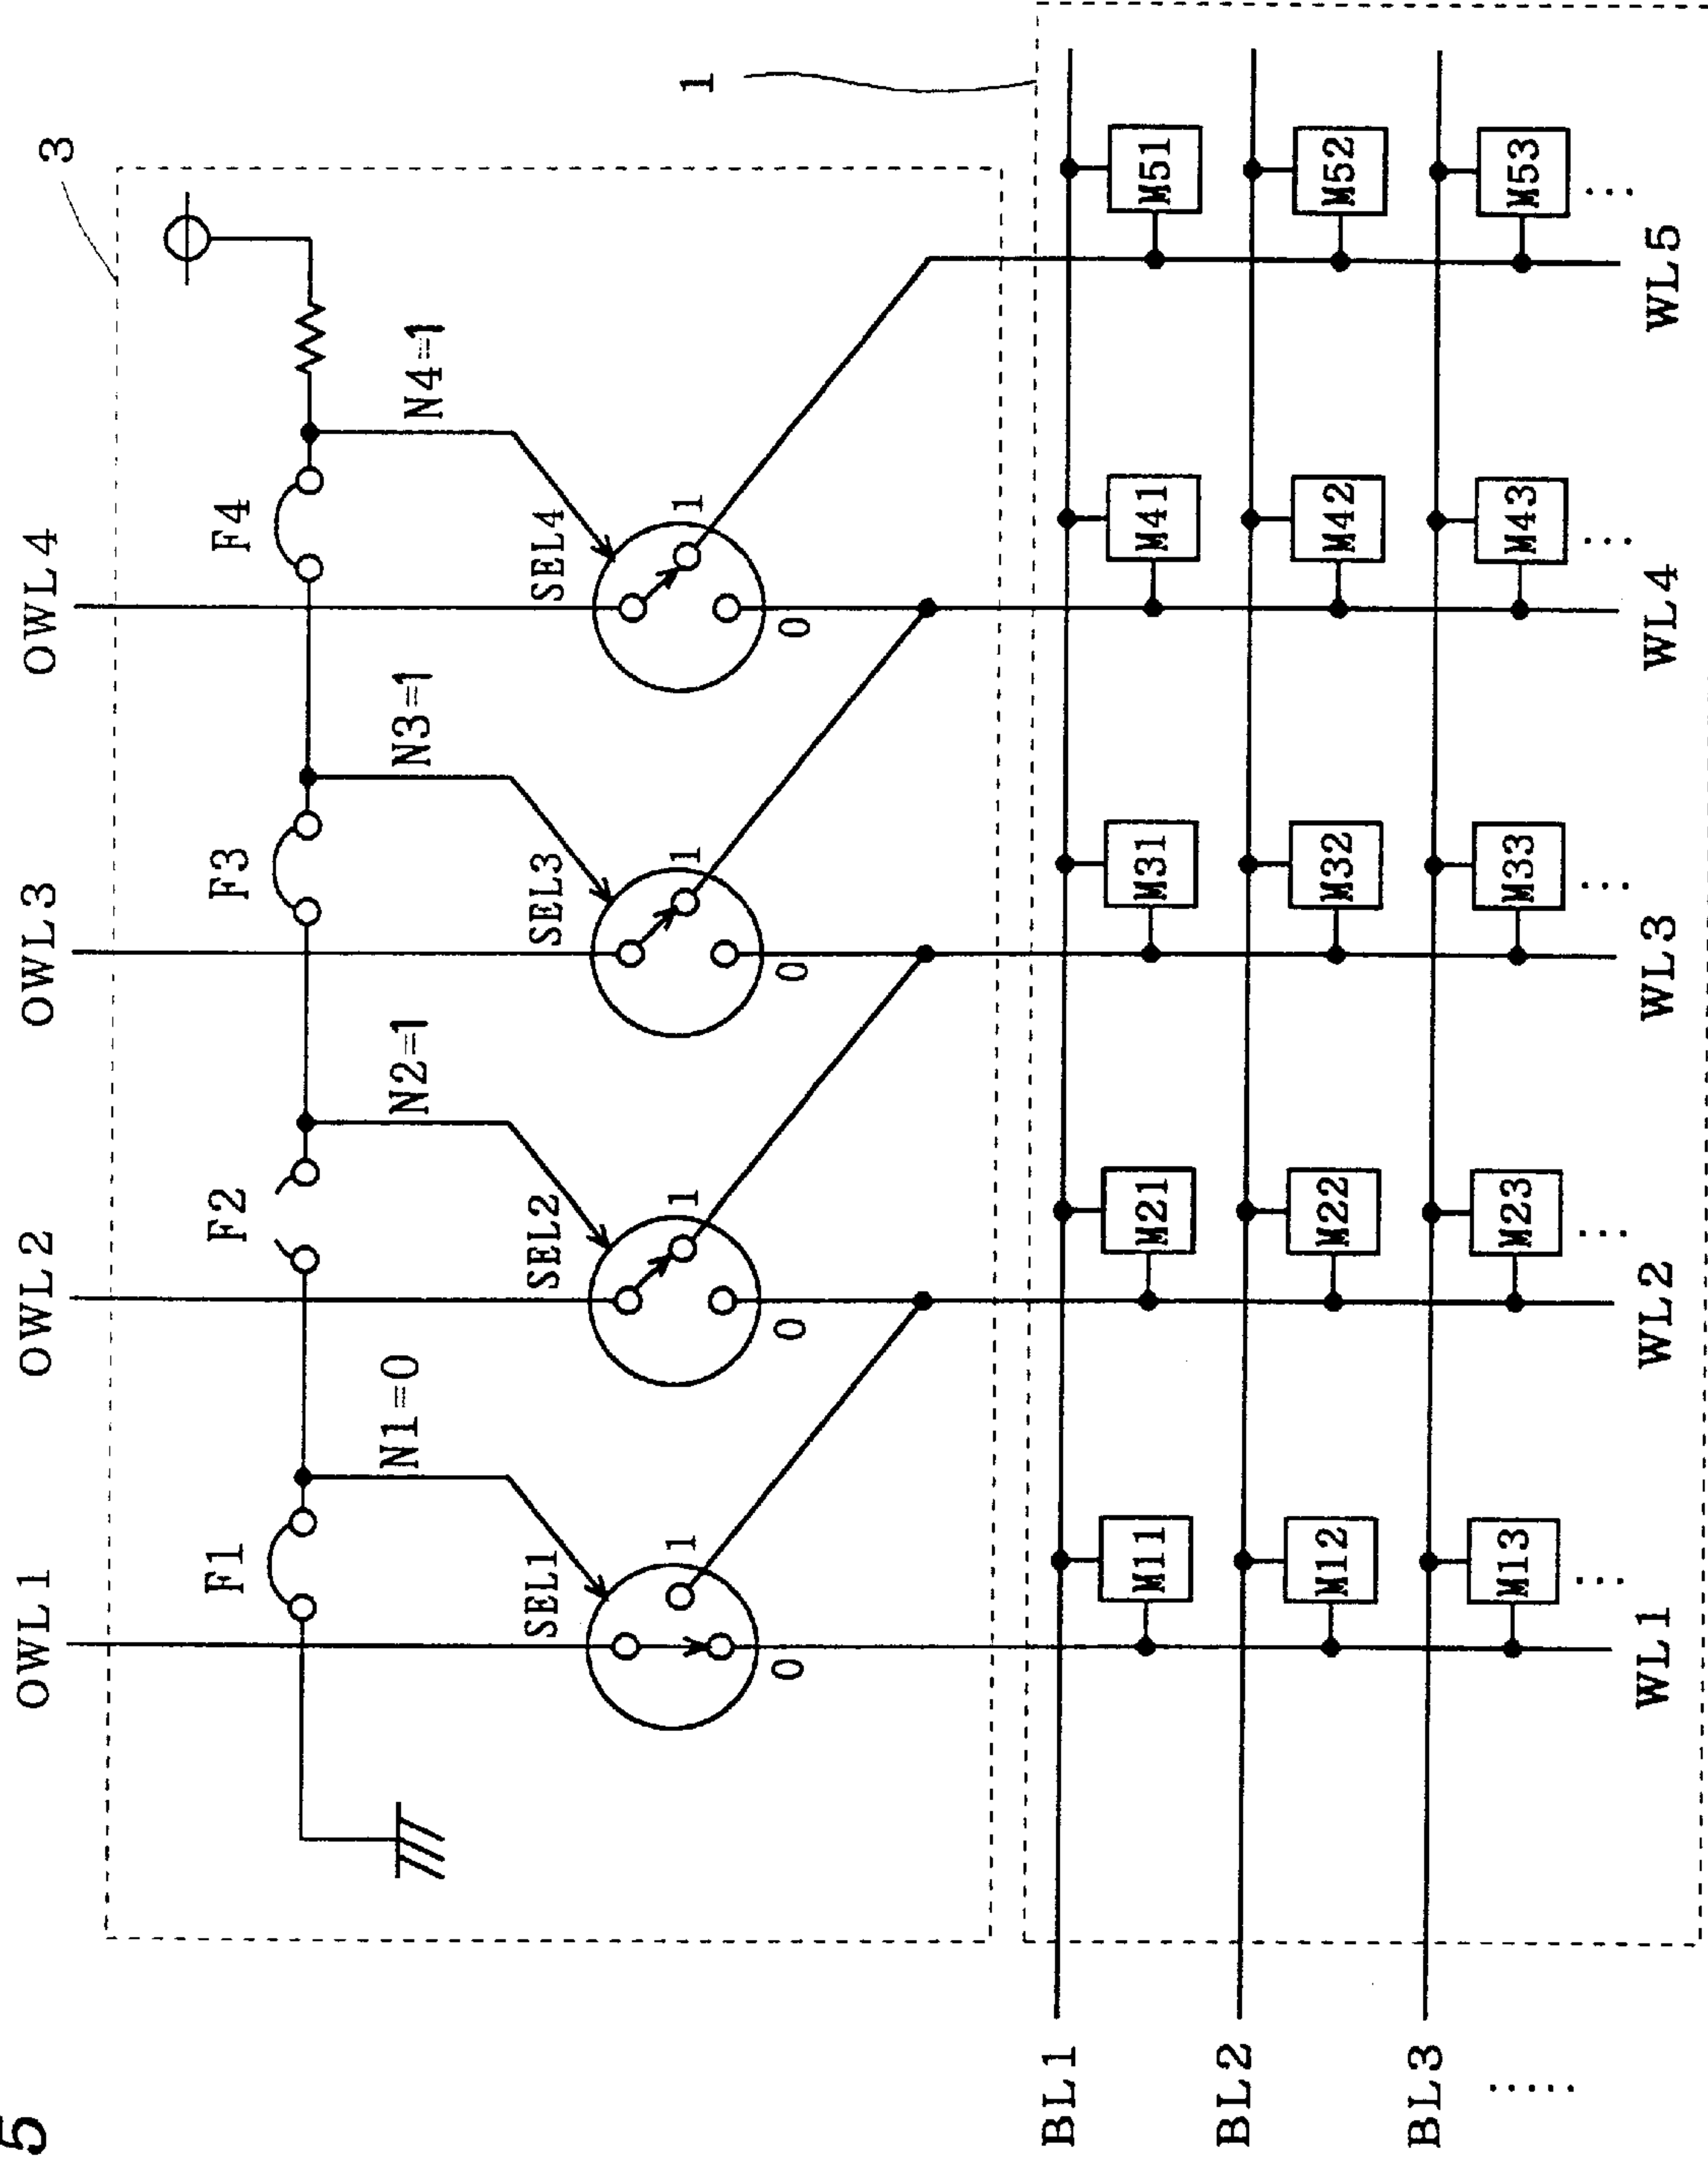 5
OWL1 OWL2 OWL3 OWL4
3
F1 F2 F3 F4
N1=0 N2=1 N3=1 N4=1
SEL1 SEL2 SEL3 SEL4
1 1 1 1
0 0 0 0
1
BL1 M11 M21 M31 M41 M51
BL2 M12 M22 M32 M42 M52
BL3 M13 M23 M33 M43 M53
..... ... ... ... ... ...
WL1 WL2 WL3 WL4 WL5